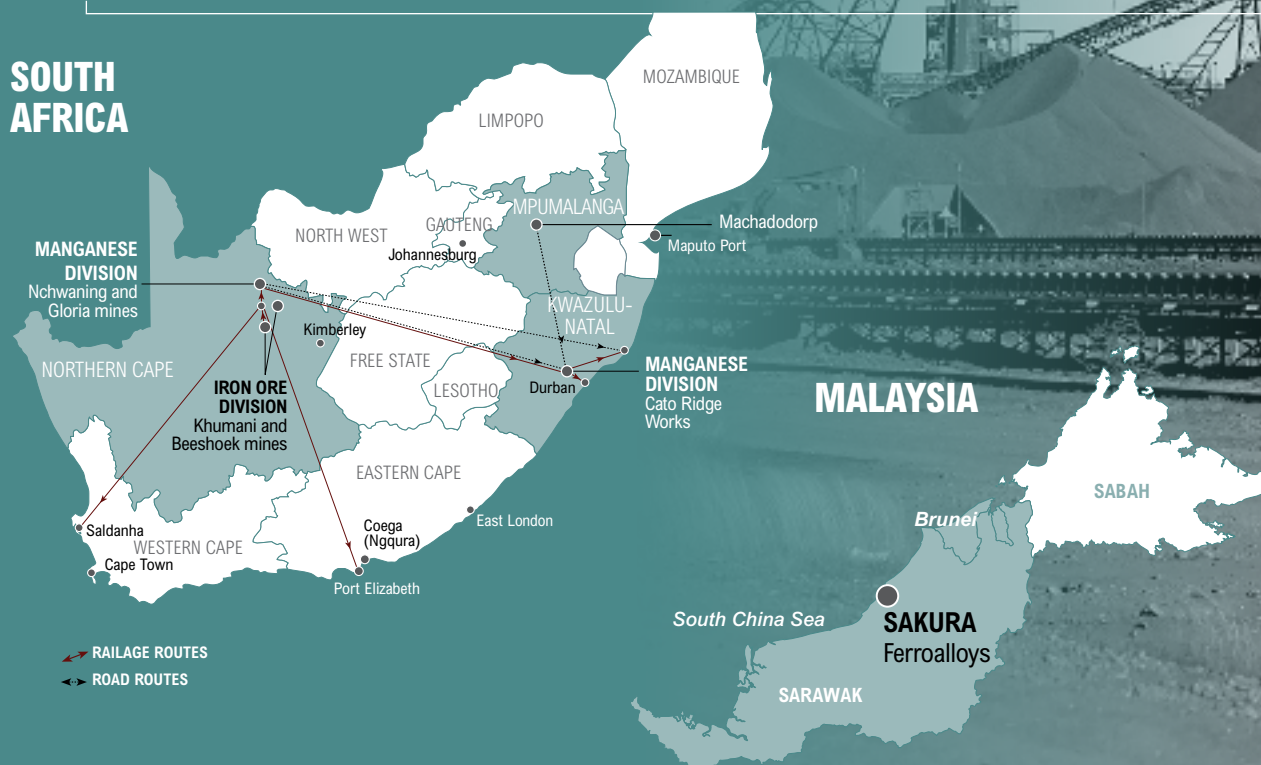 SOUTH
AFRICA
MOZAMBIQUE
LIMPOPO
MPUMALANGA
GAUTENG
NORTH WEST
Johannesburg
Machadodorp
Maputo Port
MANGANESE
DIVISION
Nchwaning and
Gloria mines
KWAZULU-
NATAL
Kimberley
FREE STATE
NORTHERN CAPE
IRON ORE
DIVISION
Khumani and
Beeshoek mines
LESOTHO
Durban
MANGANESE
DIVISION
Cato Ridge
Works
EASTERN CAPE
East London
Coega
(Ngqura)
Saldanha
WESTERN CAPE
Cape Town
Port Elizabeth
RAILAGE ROUTES
ROAD ROUTES
MALAYSIA
SABAH
Brunei
South China Sea
SAKURA
Ferroalloys
SARAWAK